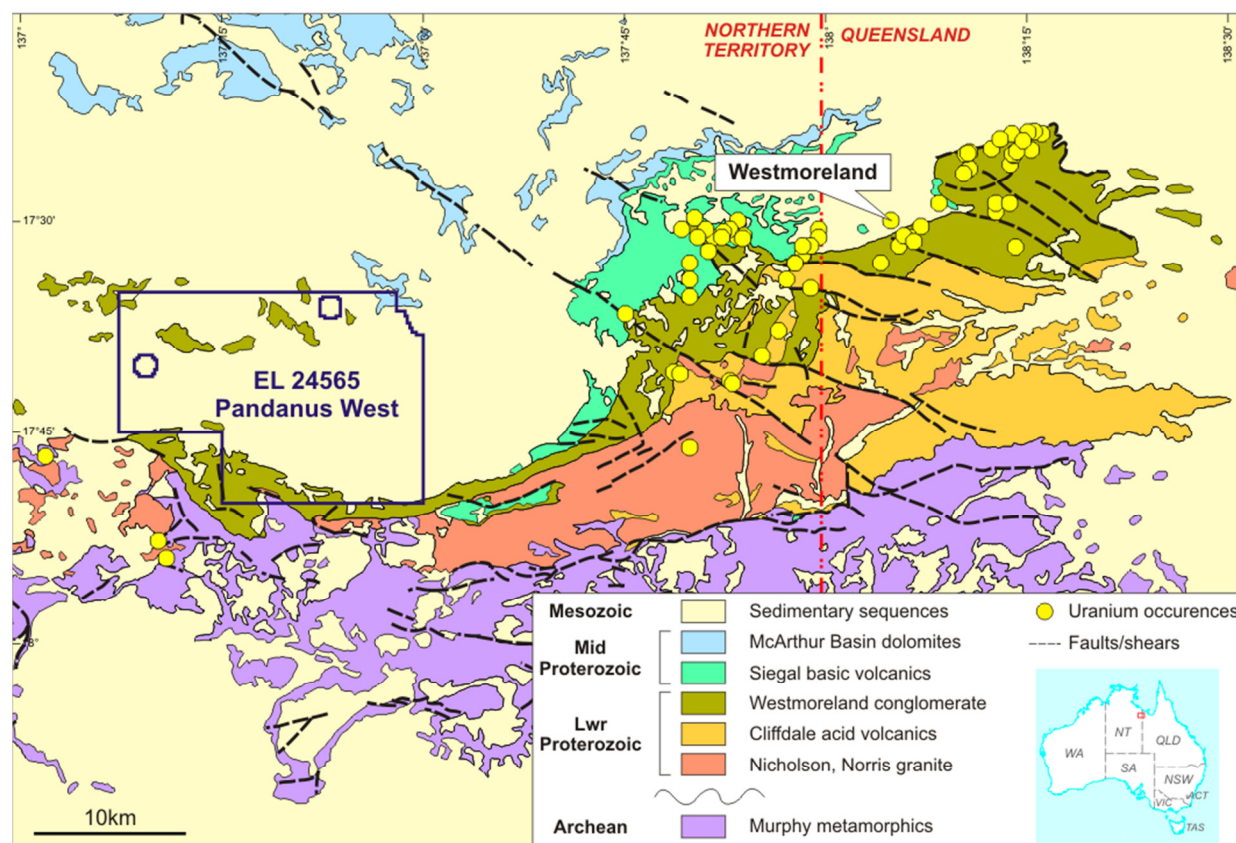 137°
137°15'
137°45'
138°
138°15'
138°30'
NORTHERN
TERRITORY
QUEENSLAND
Westmoreland
17°30'
EL 24565
Pandanus West
17°45'
18°
10km
Mesozoic
Sedimentary sequences
Mid
Proterozoic
McArthur Basin dolomites
Siegal basic volcanics
Lwr
Proterozoic
Westmoreland conglomerate
Cliffdale acid volcanics
Nicholson, Norris granite
Archean
Murphy metamorphics
Uranium occurences
Faults/shears
WA
NT
QLD
SA
NSW
ACT
VIC
TAS